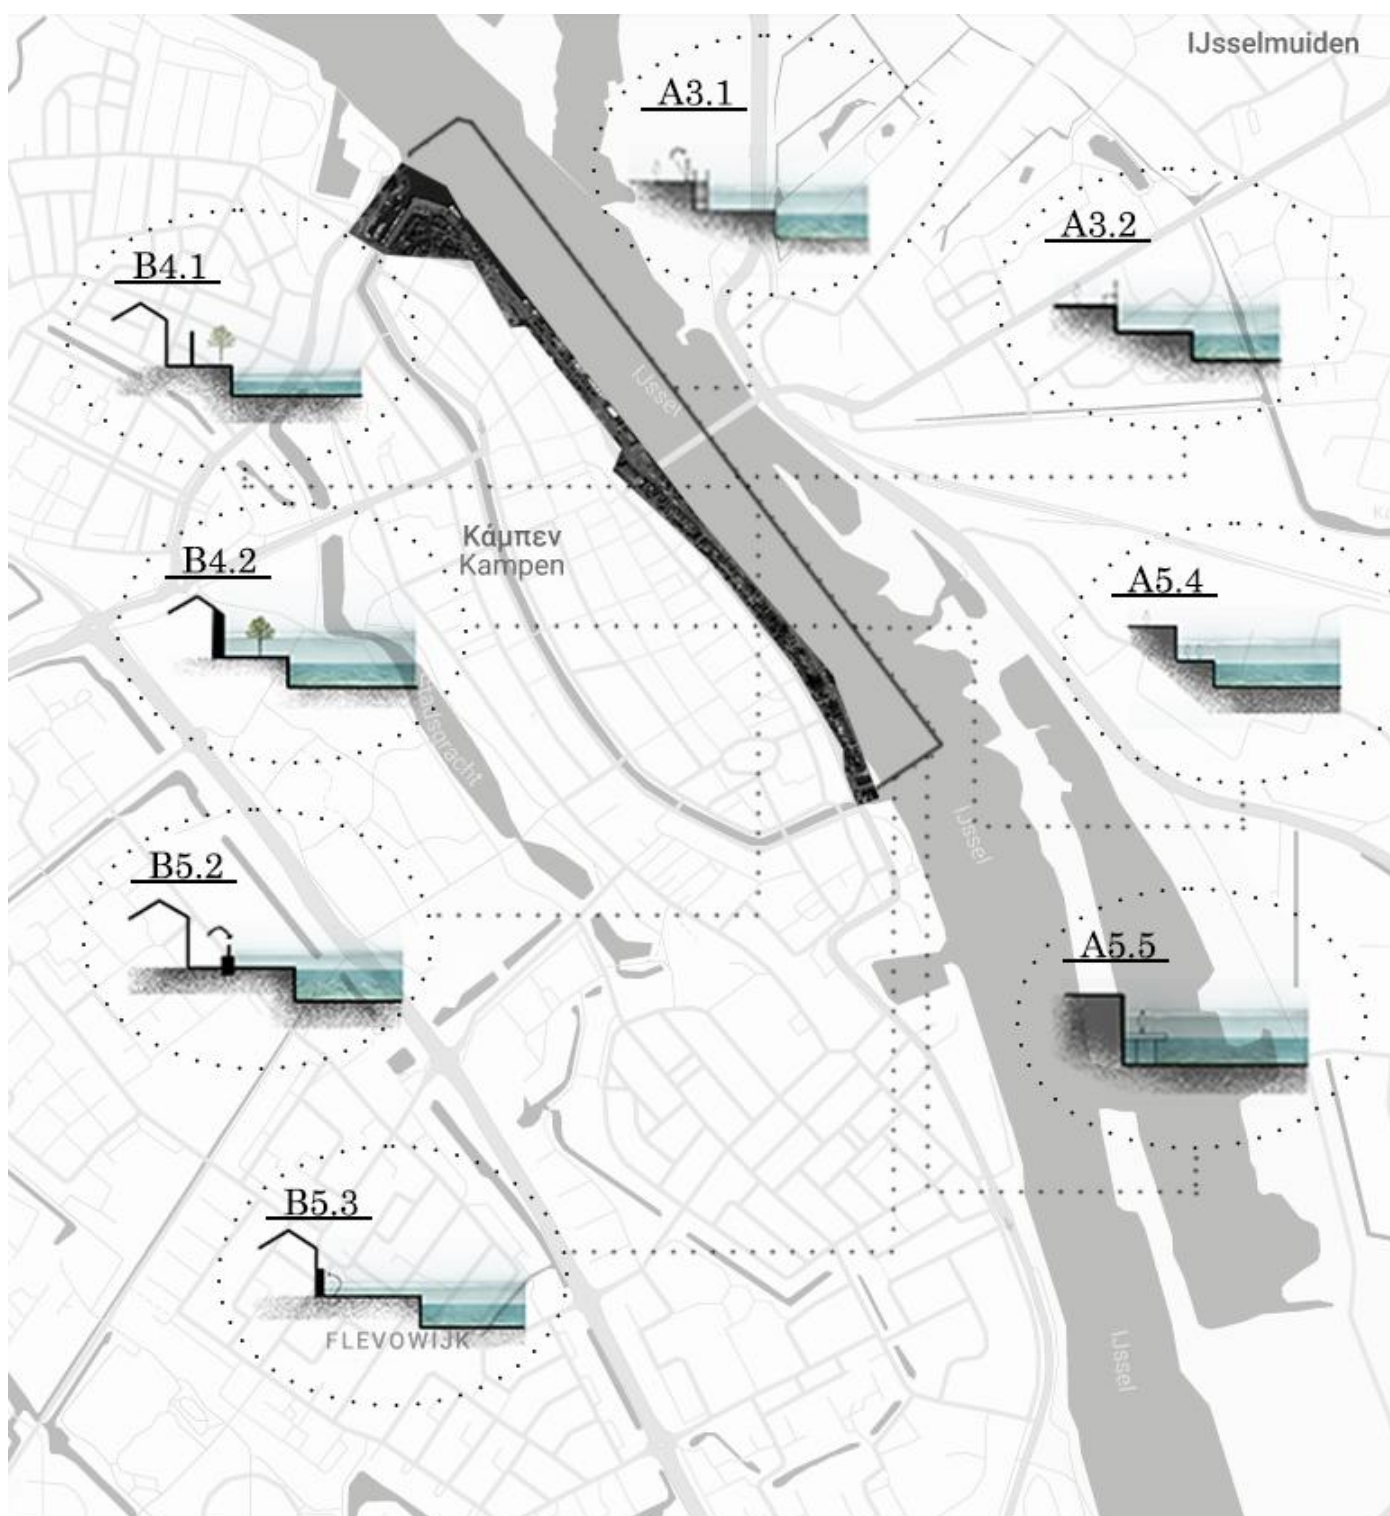 IJsselmuiden
A3.1
A3.2
B4.1
IJssel
Κάμπεν
Kampen
B4.2
A5.4
Stadsgracht
IJssel
B5.2
A5.5
B5.3
FLEVOWIJK
IJssel